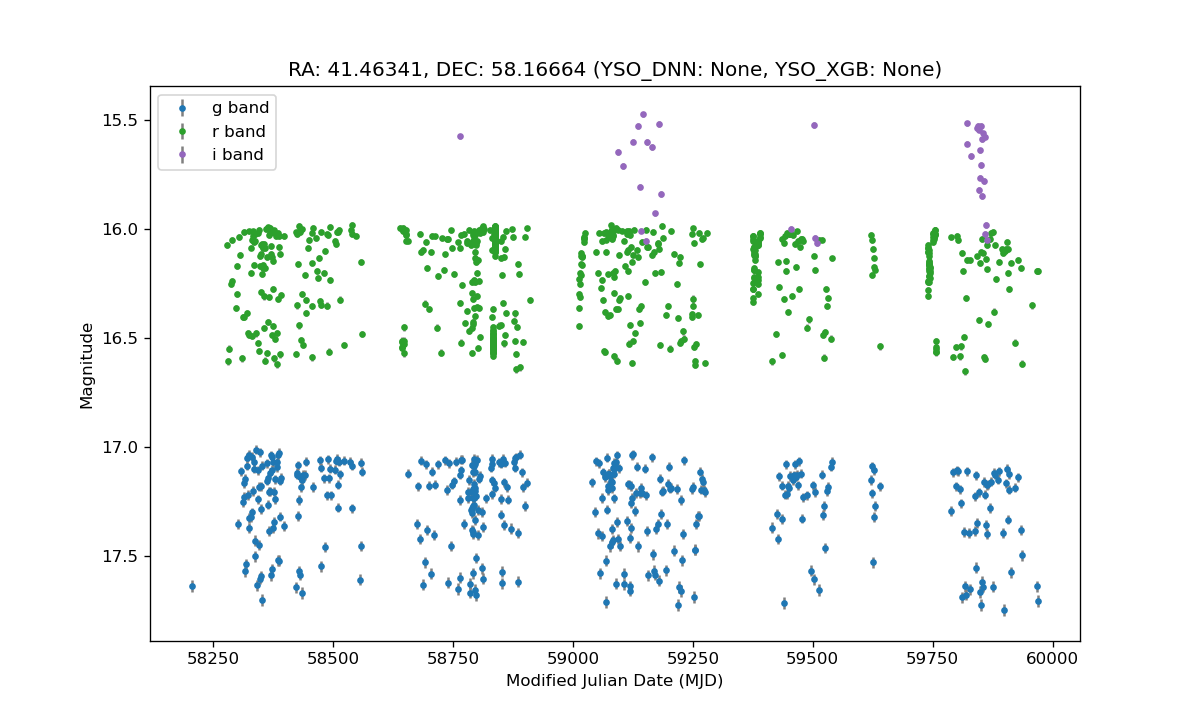 RA: 41.46341, DEC: 58.16664 (YSO_DNN: None, YSO_XGB: None)
g band
r band
i band
15.5
16.0
16.5
17.0
17.5
Magnitude
58250 58500 58750 59000 59250 59500 59750 60000
Modified Julian Date (MJD)